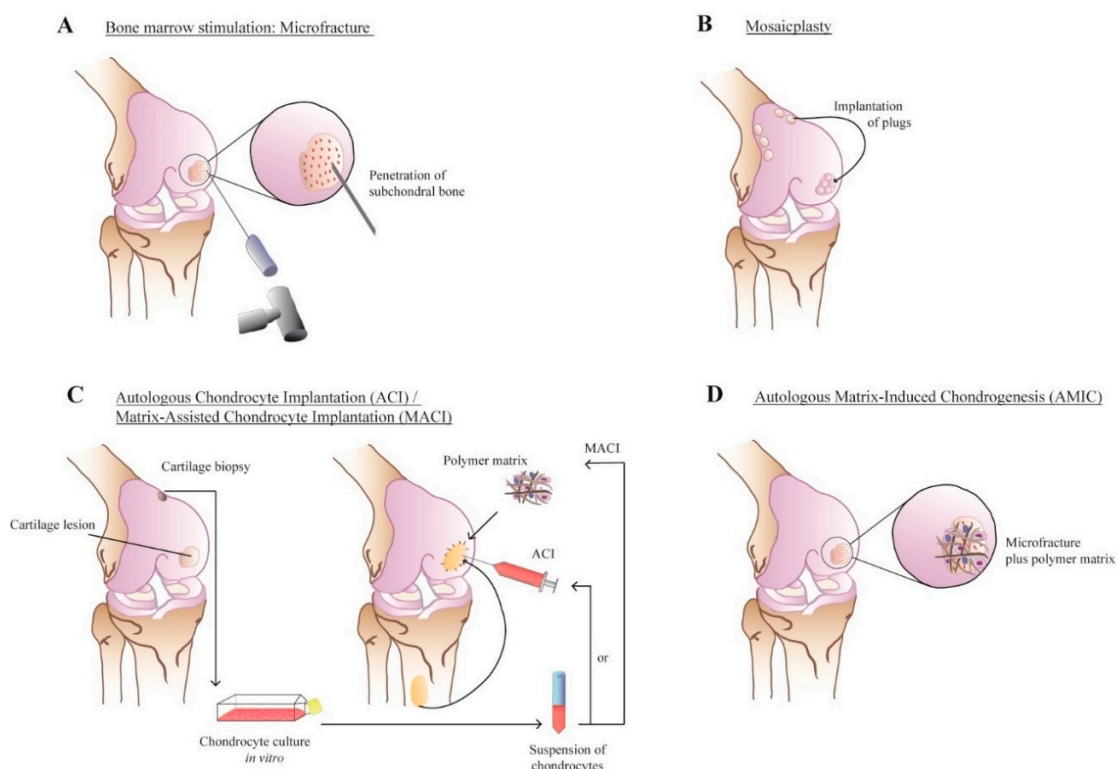 A Bone marrow stimulation: Microfracture
Penetration of
subchondral bone
B Mosaicplasty
Implantation
of plugs
C Autologous Chondrocyte Implantation (ACI) /
Matrix-Assisted Chondrocyte Implantation (MACI)
Cartilage biopsy
Cartilage lesion
Chondrocyte culture
in vitro
Polymer matrix
MACI
ACI
or
Suspension of
chondrocytes
D Autologous Matrix-Induced Chondrogenesis (AMIC)
Microfracture
plus polymer matrix